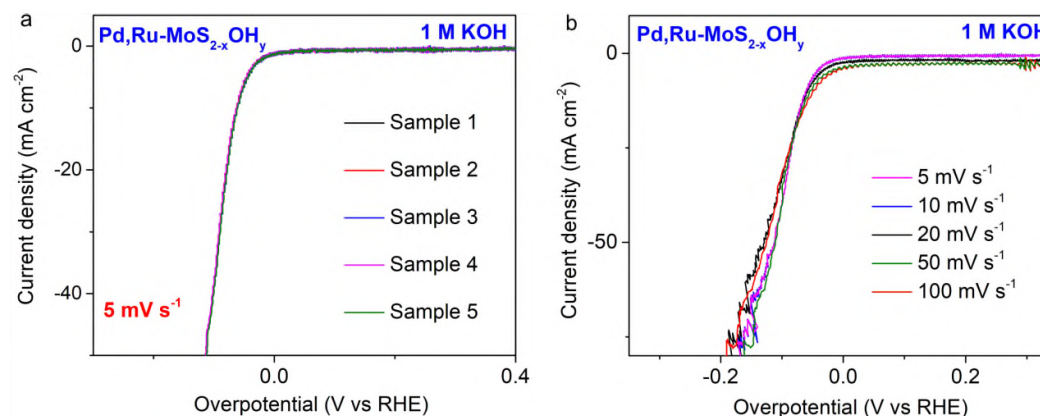 a
Pd,Ru-MoS2-xOHy
1 M KOH
0
-20
-40
Current density (mA cm-2)
Sample 1
Sample 2
Sample 3
Sample 4
Sample 5
5 mV s-1
0.0
0.4
Overpotential (V vs RHE)
b
Pd,Ru-MoS2-xOHy
1 M KOH
0
-50
Current density (mA cm-2)
5 mV s-1
10 mV s-1
20 mV s-1
50 mV s-1
100 mV s-1
-0.2
0.0
0.2
Overpotential (V vs RHE)